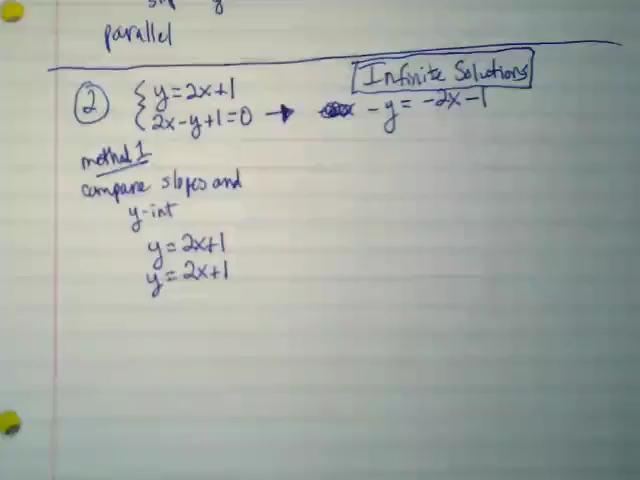 parallel
Infinite Solutions
② { y=2x+1
2x-y+1=0 → -y = -2x-1
method 1
compare slopes and
y-int
y=2x+1
y=2x+1